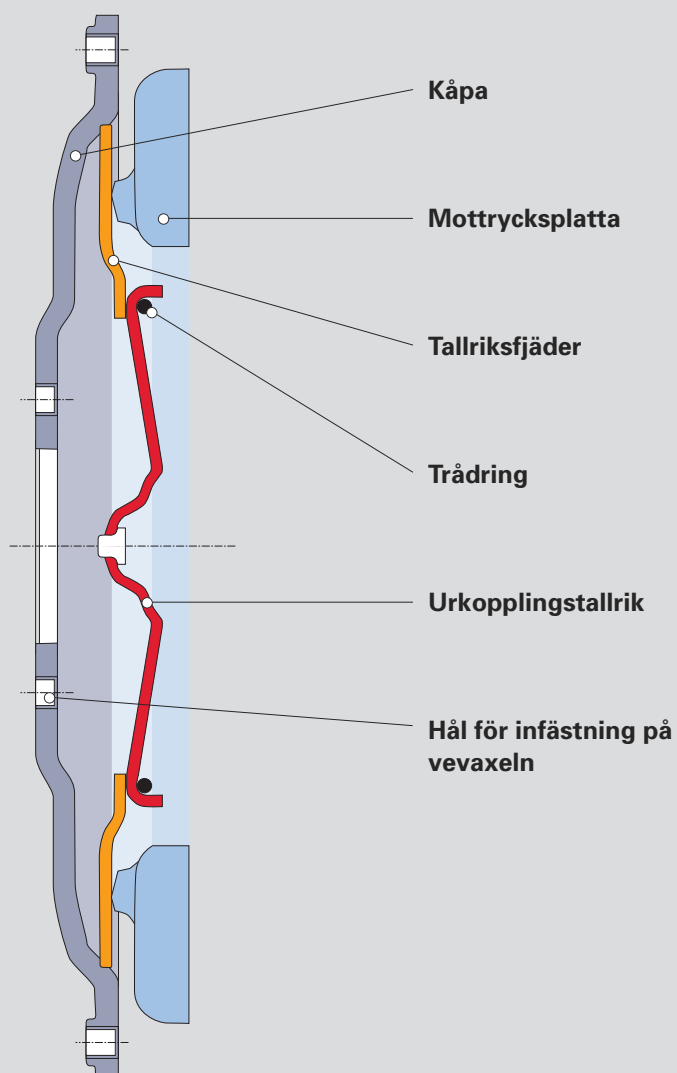 Kåpa
Mottrycksplatta
Tallriksfjäder
Trådring
Urkopplingstallrik
Hål för infästning på
vevaxeln